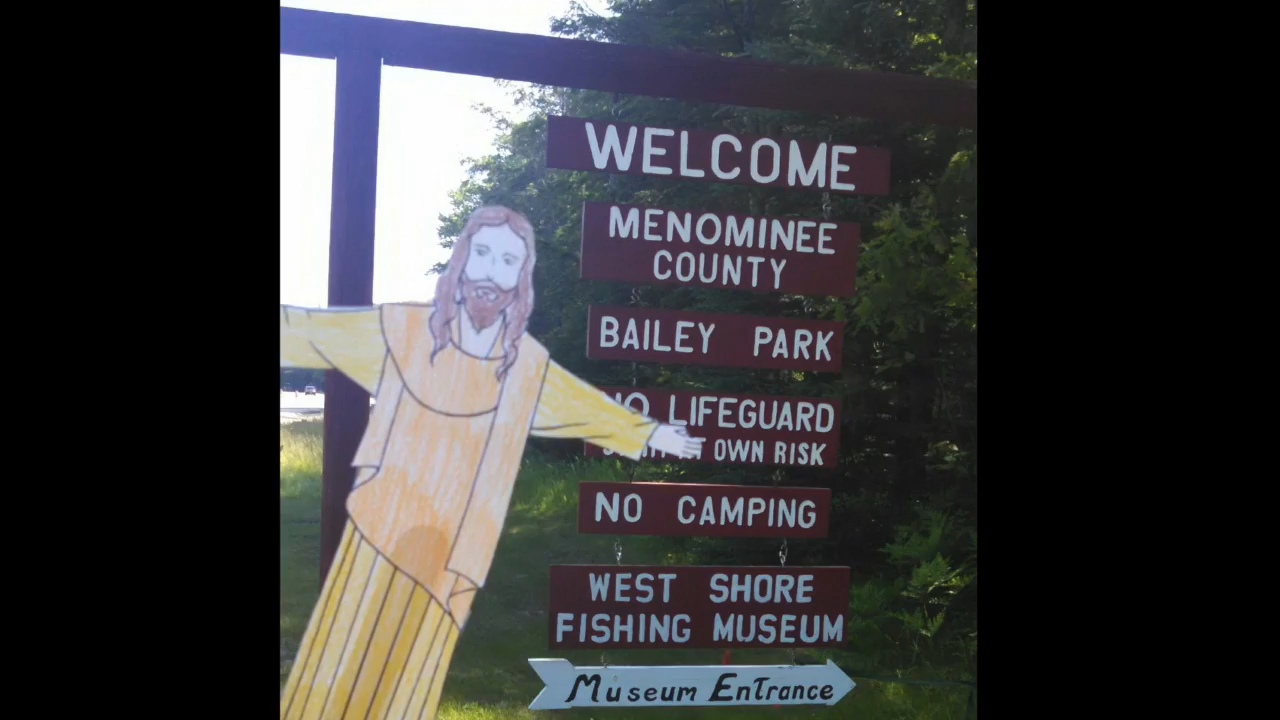 WELCOME
MENOMINEE
COUNTY
BAILEY PARK
NO LIFEGUARD
OWN RISK
NO CAMPING
WEST SHORE
FISHING MUSEUM
Museum Entrance